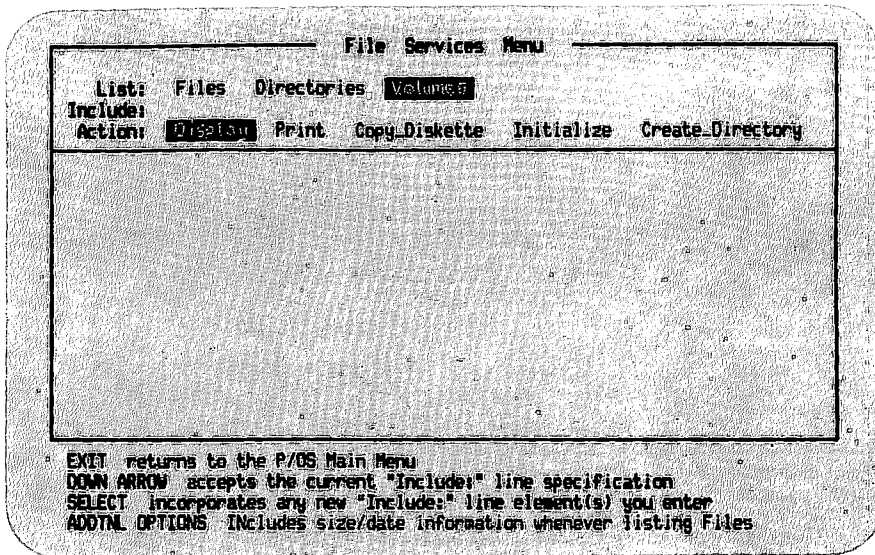 File Services Menu
List: Files Directories Volumes
Include:
Action: Display Print Copy_Diskette Initialize Create_Directory
EXIT returns to the P/OS Main Menu
DOWN ARROW accepts the current "Include:" line specification
SELECT incorporates any new "Include:" line element(s) you enter
ADDTNL OPTIONS INcludes size/date information whenever listing Files